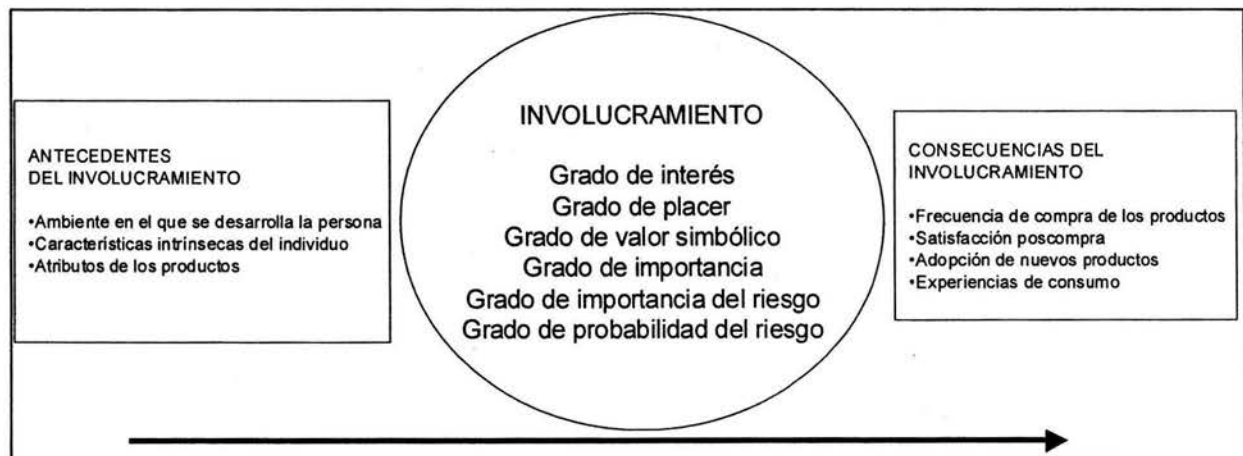 ANTECEDENTES
DEL INVOLUCRAMIENTO
•Ambiente en el que se desarrolla la persona
•Características intrínsecas del individuo
•Atributos de los productos
INVOLUCRAMIENTO
Grado de interés
Grado de placer
Grado de valor simbólico
Grado de importancia
Grado de importancia del riesgo
Grado de probabilidad del riesgo
CONSECUENCIAS DEL
INVOLUCRAMIENTO
•Frecuencia de compra de los productos
•Satisfacción poscompra
•Adopción de nuevos productos
•Experiencias de consumo